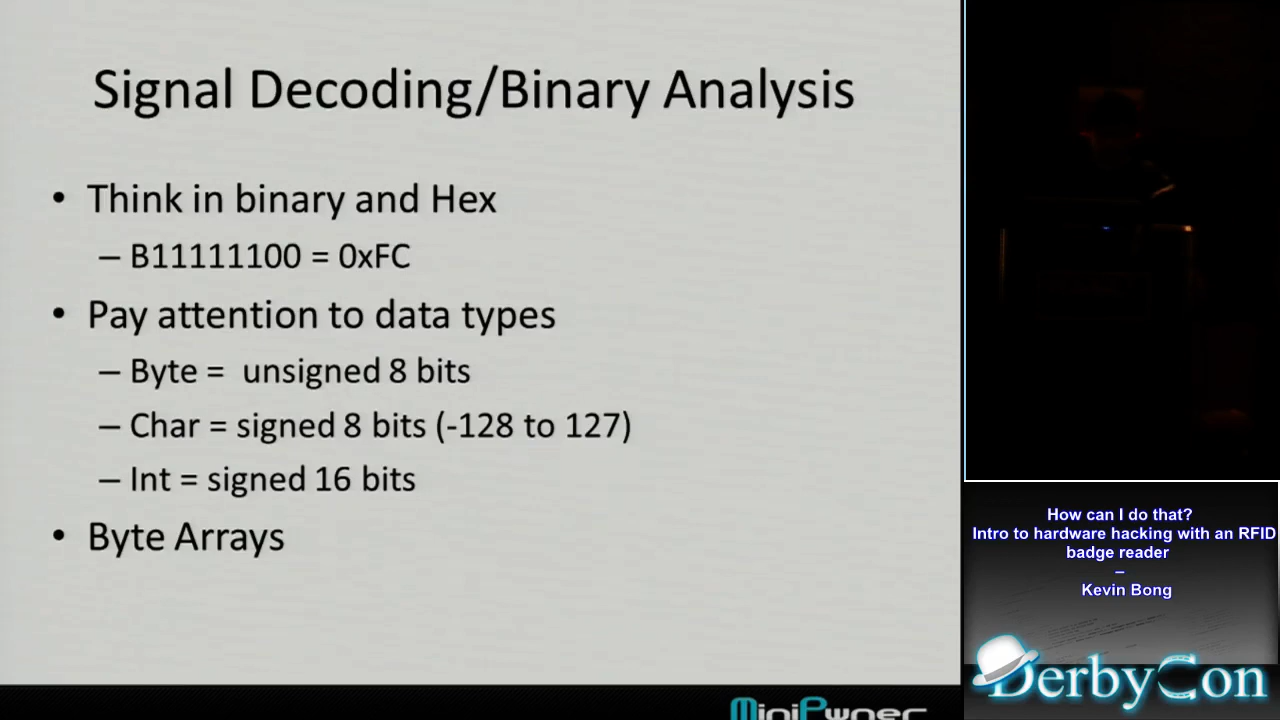 Signal Decoding/Binary Analysis
• Think in binary and Hex
– B11111100 = 0xFC
• Pay attention to data types
– Byte = unsigned 8 bits
– Char = signed 8 bits (-128 to 127)
– Int = signed 16 bits
• Byte Arrays
MiniPwner
How can I do that?
Intro to hardware hacking with an RFID
badge reader
–
Kevin Bong
DerbyCon